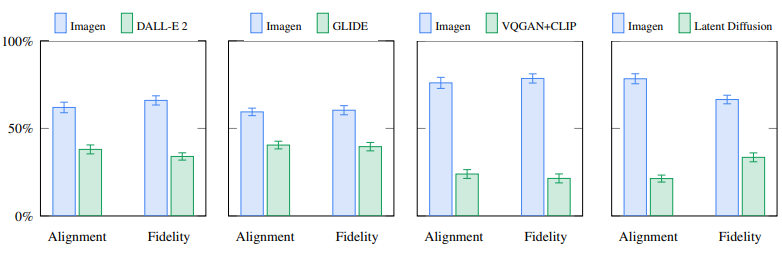 Imagen DALL-E 2 Imagen GLIDE Imagen VQGAN+CLIP Imagen Latent Diffusion
100%
50%
0%
Alignment Fidelity Alignment Fidelity Alignment Fidelity Alignment Fidelity